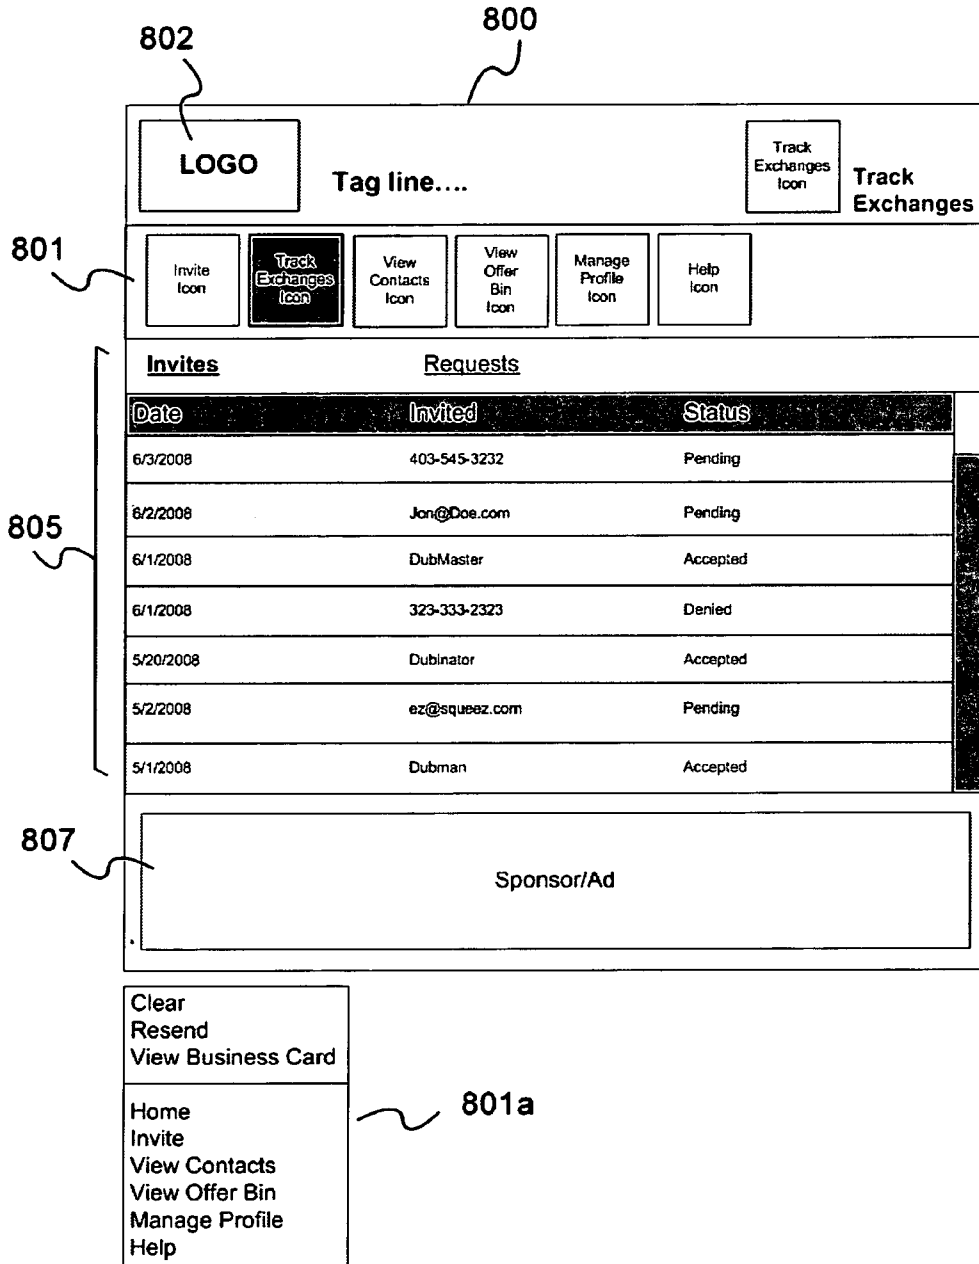 800
802
LOGO
Tag line....
Track
Exchanges
Icon
Track
Exchanges
801
Invite
Icon
Track
Exchanges
Icon
View
Contacts
Icon
View
Offer
Bin
Icon
Manage
Profile
Icon
Help
Icon
Invites Requests
Date Invited Status
6/3/2008 403-545-3232 Pending
6/2/2008 Jon@Doe.com Pending
805
6/1/2008 DubMaster Accepted
6/1/2008 323-333-2323 Denied
5/20/2008 Dubinator Accepted
5/2/2008 ez@squeez.com Pending
5/1/2008 Dubman Accepted
807
Sponsor/Ad
Clear
Resend
View Business Card
801a
Home
Invite
View Contacts
View Offer Bin
Manage Profile
Help